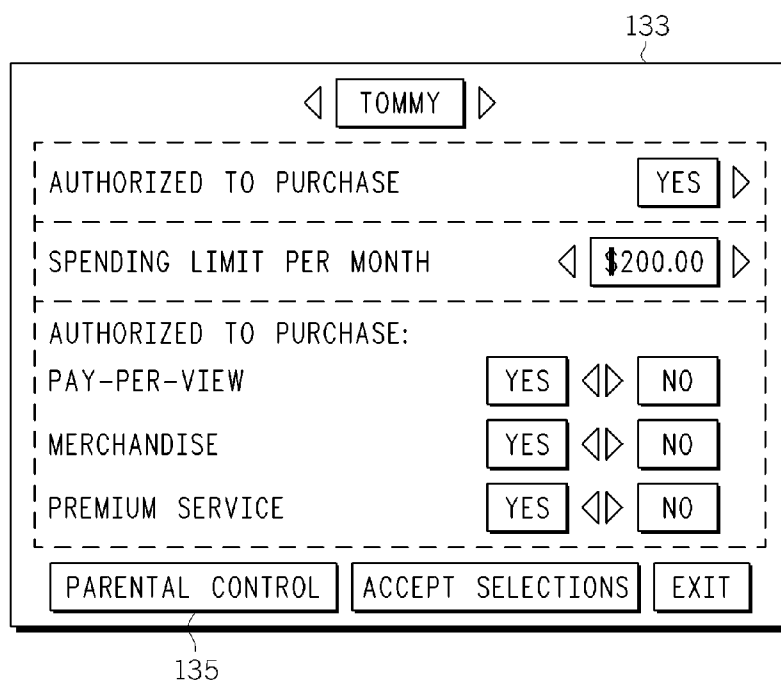 133
TOMMY
AUTHORIZED TO PURCHASE YES
SPENDING LIMIT PER MONTH $200.00
AUTHORIZED TO PURCHASE:
PAY-PER-VIEW YES NO
MERCHANDISE YES NO
PREMIUM SERVICE YES NO
PARENTAL CONTROL ACCEPT SELECTIONS EXIT
135